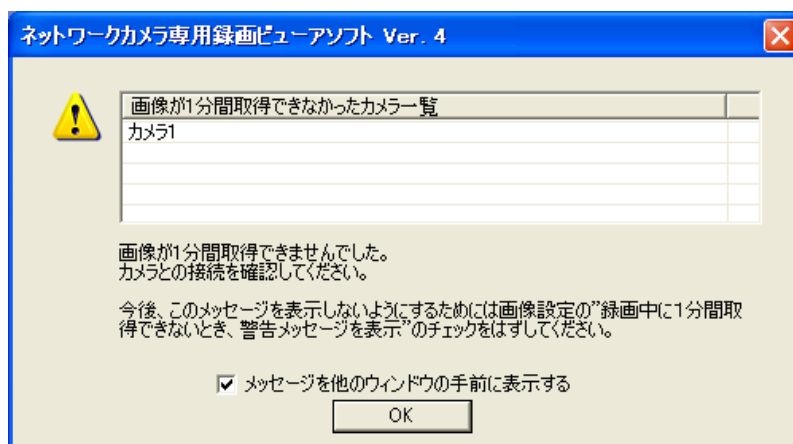 ネットワークカメラ専用録画ビューアソフト Ver. 4
画像が1分間取得できなかったカメラ一覧
カメラ1
画像が1分間取得できませんでした。
カメラとの接続を確認してください。
今後、このメッセージを表示しないようにするためには画像設定の"録画中に1分間取
得できないとき、警告メッセージを表示"のチェックをはずしてください。
メッセージを他のウィンドウの手前に表示する
OK